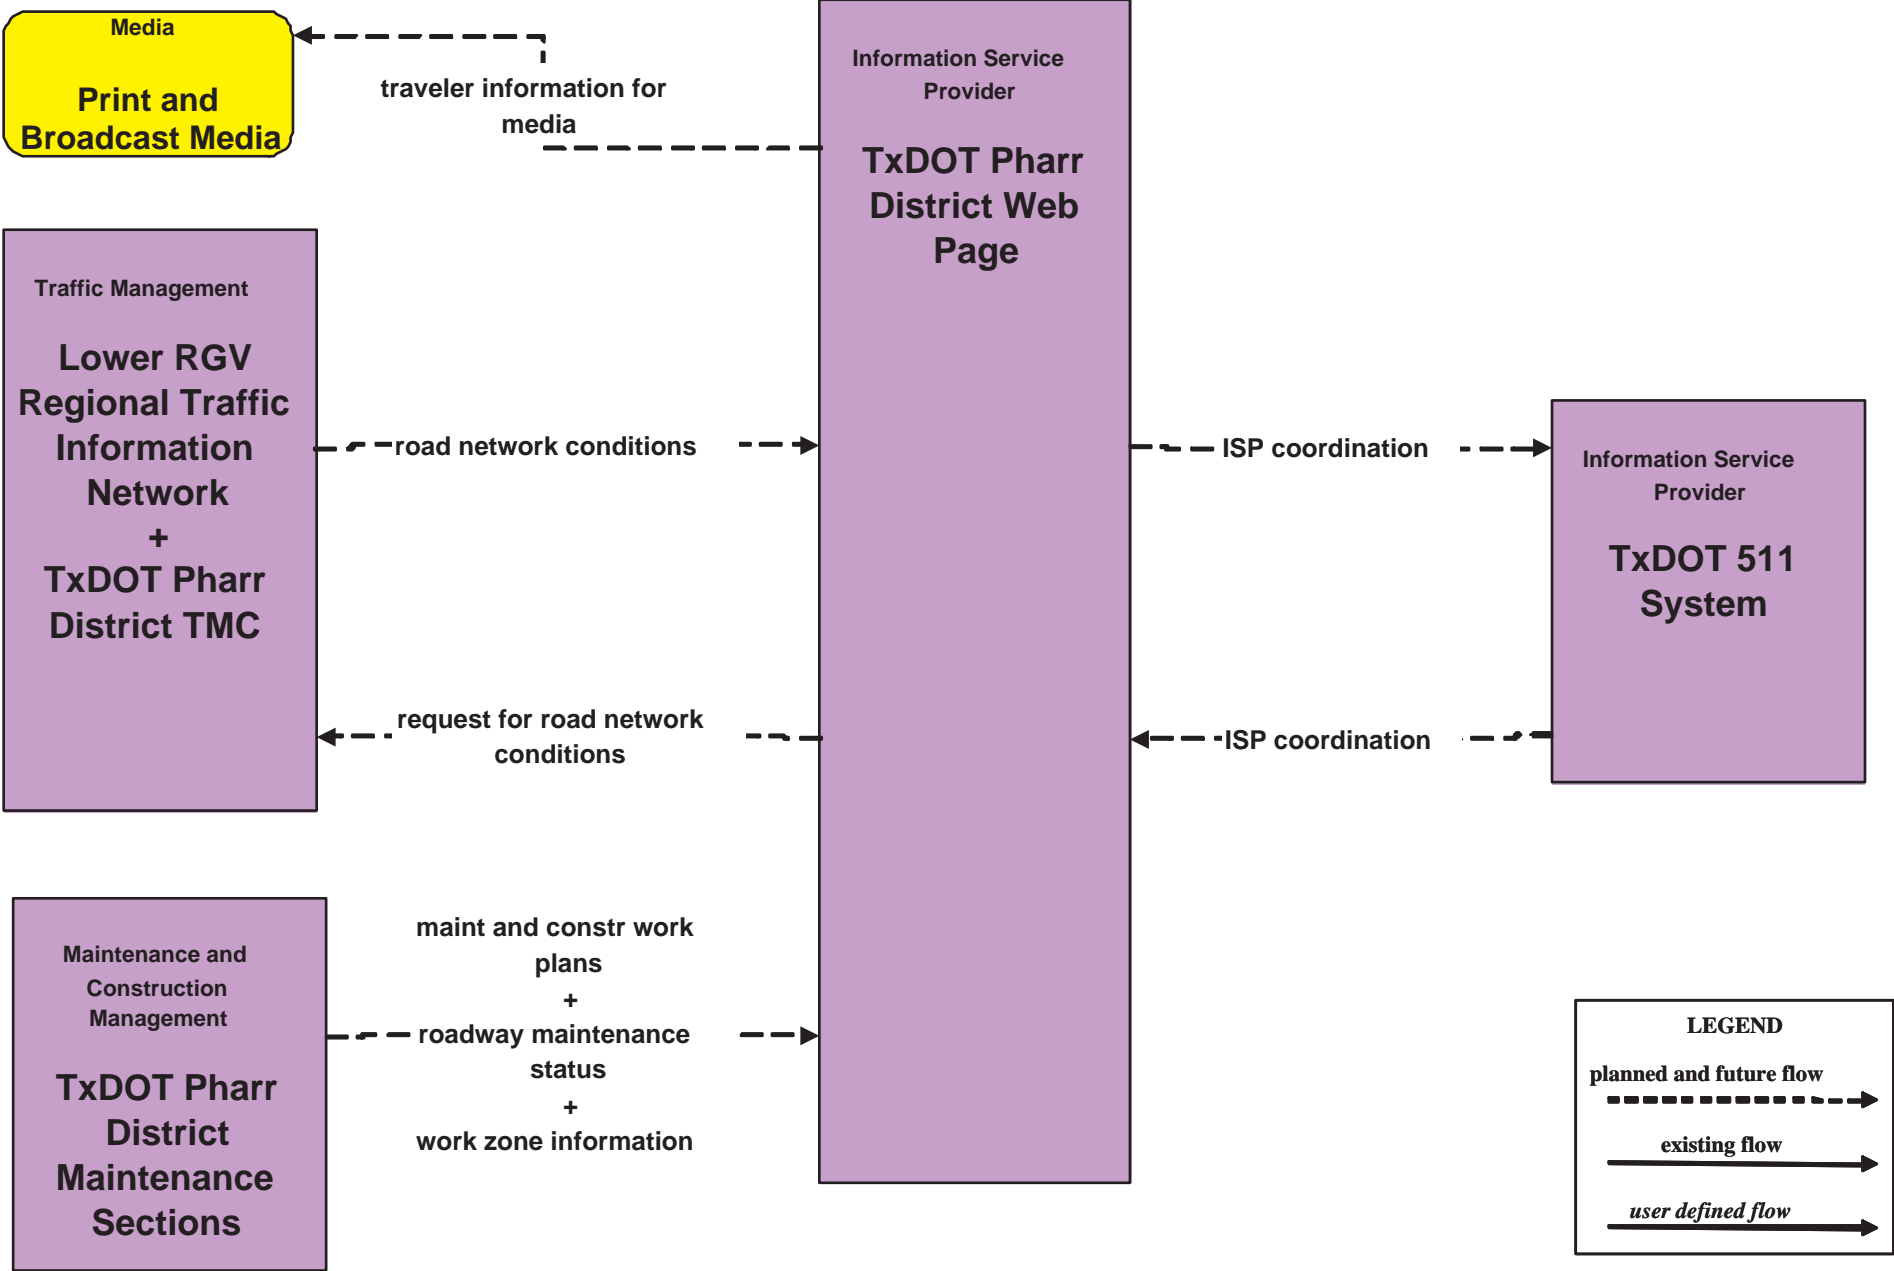 Media
Print and
Broadcast Media
traveler information for
media
Information Service
Provider
TxDOT Pharr
District Web
Page
Traffic Management
Lower RGV
Regional Traffic
Information
Network
+
TxDOT Pharr
District TMC
road network conditions
request for road network
conditions
ISP coordination
ISP coordination
Information Service
Provider
TxDOT 511
System
Maintenance and
Construction
Management
TxDOT Pharr
District
Maintenance
Sections
maint and constr work
plans
+
roadway maintenance
status
+
work zone information
LEGEND
planned and future flow
existing flow
user defined flow